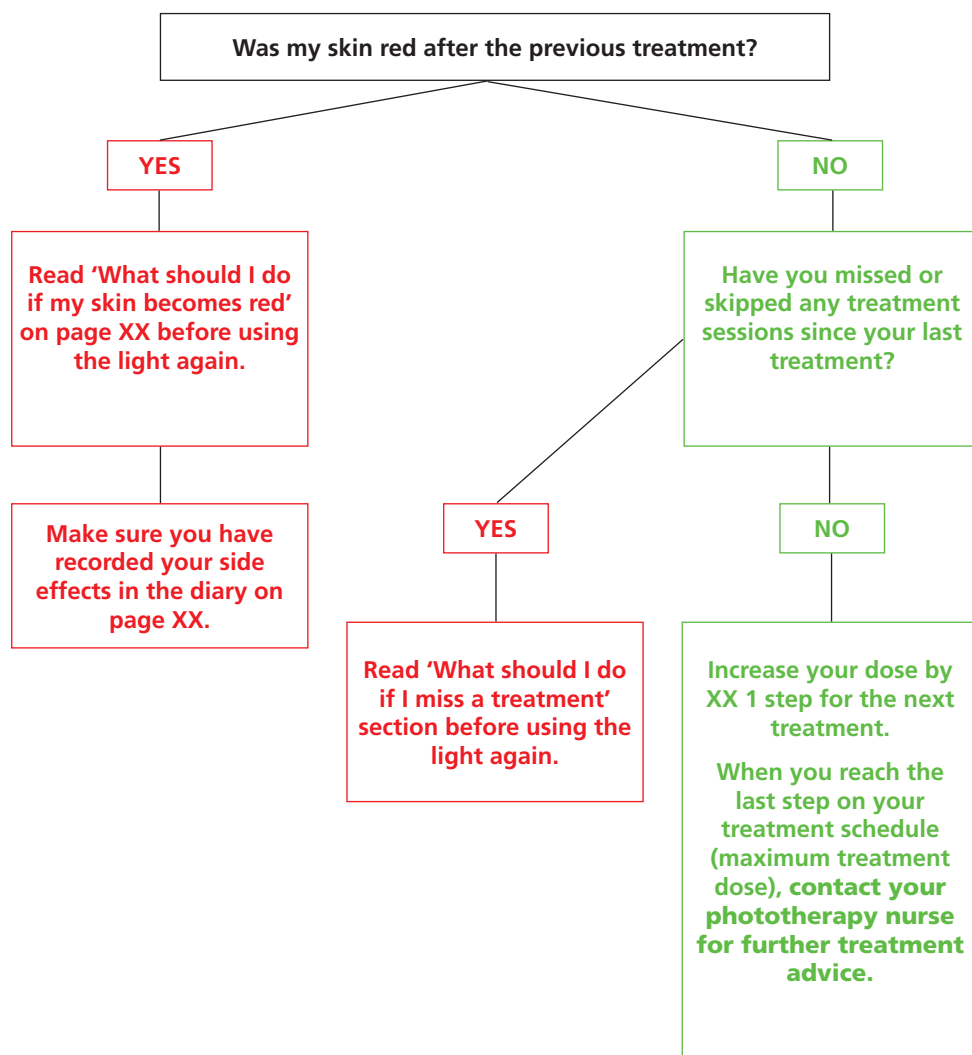 Was my skin red after the previous treatment?
YES
NO
Read ‘What should I do
if my skin becomes red’
on page XX before using
the light again.
Have you missed or
skipped any treatment
sessions since your last
treatment?
Make sure you have
recorded your side
effects in the diary on
page XX.
YES
NO
Read ‘What should I do
if I miss a treatment’
section before using the
light again.
Increase your dose by
XX 1 step for the next
treatment.
When you reach the
last step on your
treatment schedule
(maximum treatment
dose), contact your
phototherapy nurse
for further treatment
advice.